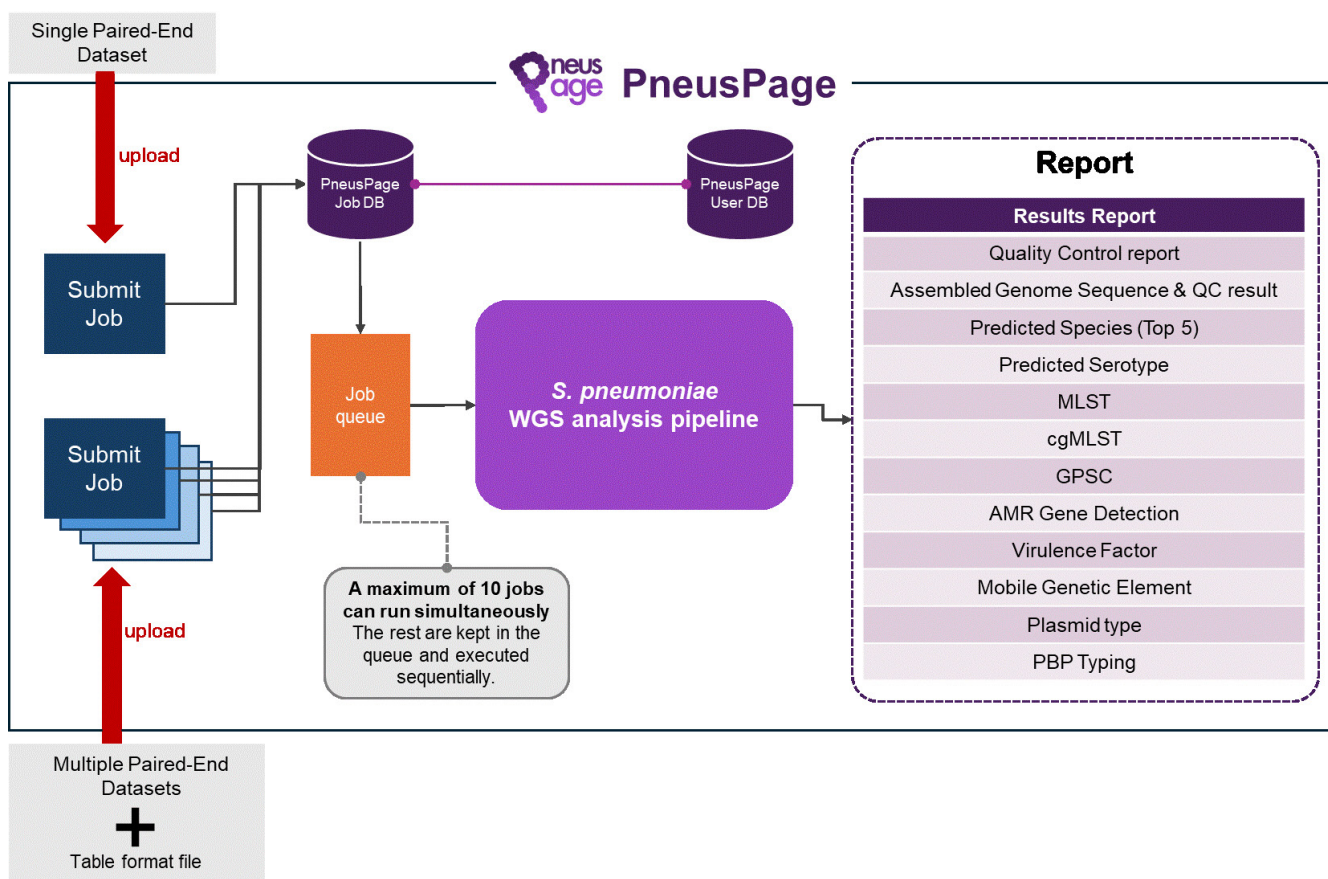 Single Paired-End
Dataset
neus
age
PneusPage
upload
PneusPage
Job DB
PneusPage
User DB
Submit
Job
Job
queue
S. pneumoniae
WGS analysis pipeline
Submit
Job
A maximum of 10 jobs
can run simultaneously
The rest are kept in the
queue and executed
sequentially.
upload
Multiple Paired-End
Datasets
+
Table format file
Report
Results Report
Quality Control report
Assembled Genome Sequence & QC result
Predicted Species (Top 5)
Predicted Serotype
MLST
cgMLST
GPSC
AMR Gene Detection
Virulence Factor
Mobile Genetic Element
Plasmid type
PBP Typing